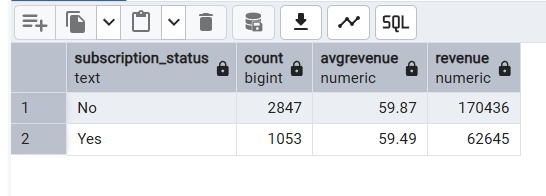 SQL
subscription_status count avgrevenue revenue
text bigint numeric numeric
1 No 2847 59.87 170436
2 Yes 1053 59.49 62645